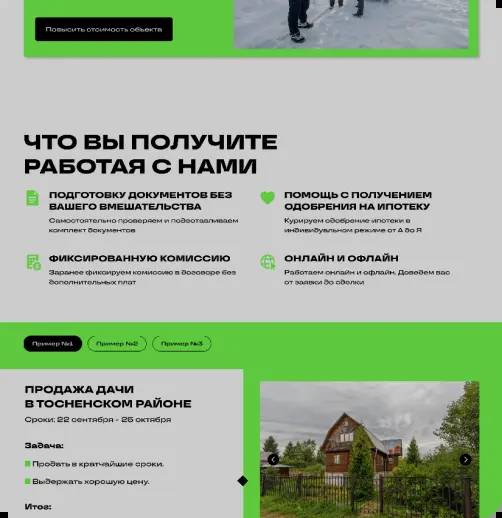 Повысить стоимость объекта
ЧТО ВЫ ПОЛУЧИТЕ
РАБОТАЯ С НАМИ
ПОДГОТОВКУ ДОКУМЕНТОВ БЕЗ
ВАШЕГО ВМЕШАТЕЛЬСТВА
Самостоятельно проверяем и подготавливаем
комплект документов
ПОМОЩЬ С ПОЛУЧЕНИЕМ
ОДОБРЕНИЯ НА ИПОТЕКУ
Курируем одобрение ипотеки в
индивидуальном режиме от А до Я
ФИКСИРОВАННУЮ КОМИССИЮ
Заранее фиксируем комиссию в договоре без
дополнительных плат
ОНЛАЙН И ОФЛАЙН
Работаем онлайн и офлайн. Доведем вас
от заявки до сделки
Пример №1 Пример №2 Пример №3
ПРОДАЖА ДАЧИ
В ТОСНЕНСКОМ РАЙОНЕ
Сроки: 22 сентября - 25 октября
Задача:
Продать в кратчайшие сроки.
Выдержать хорошую цену.
Итог: